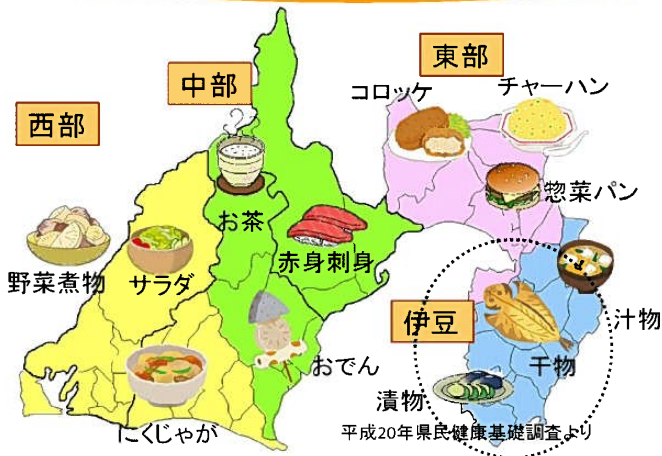 東部
コロッケ
チャーハン
中部
西部
惣菜パン
お茶
赤身刺身
野菜煮物
サラダ
伊豆
汁物
おでん
干物
漬物
にくじゃが
平成20年県民健康基礎調査より